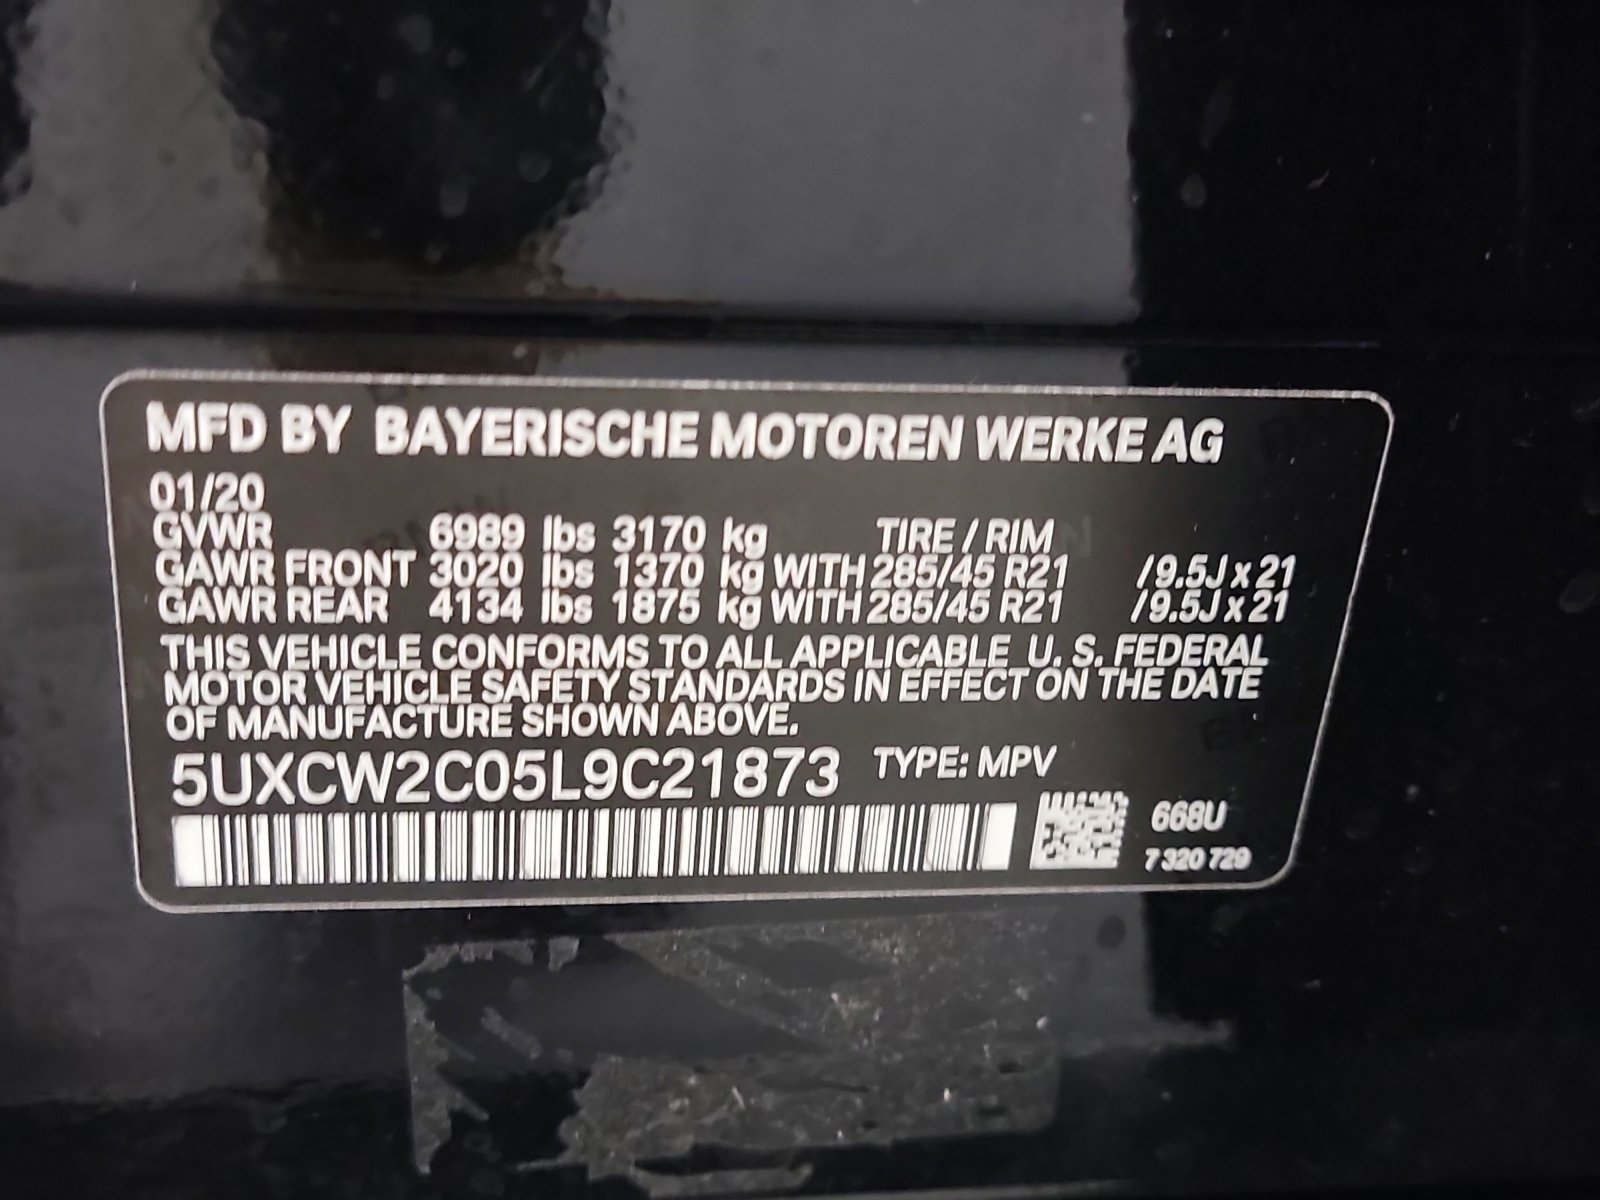 MFD BY BAYERISCHE MOTOREN WERKE AG
01/20
GVWR 6989 lbs 3170 kg TIRE / RIM
GAWR FRONT 3020 lbs 1370 kg WITH 285/45 R21 / 9.5J x 21
GAWR REAR 4134 lbs 1875 kg WITH 285/45 R21 / 9.5J x 21
THIS VEHICLE CONFORMS TO ALL APPLICABLE U. S. FEDERAL
MOTOR VEHICLE SAFETY STANDARDS IN EFFECT ON THE DATE
OF MANUFACTURE SHOWN ABOVE.
5UXCW2C05L9C21873 TYPE: MPV
668U
7 320 729